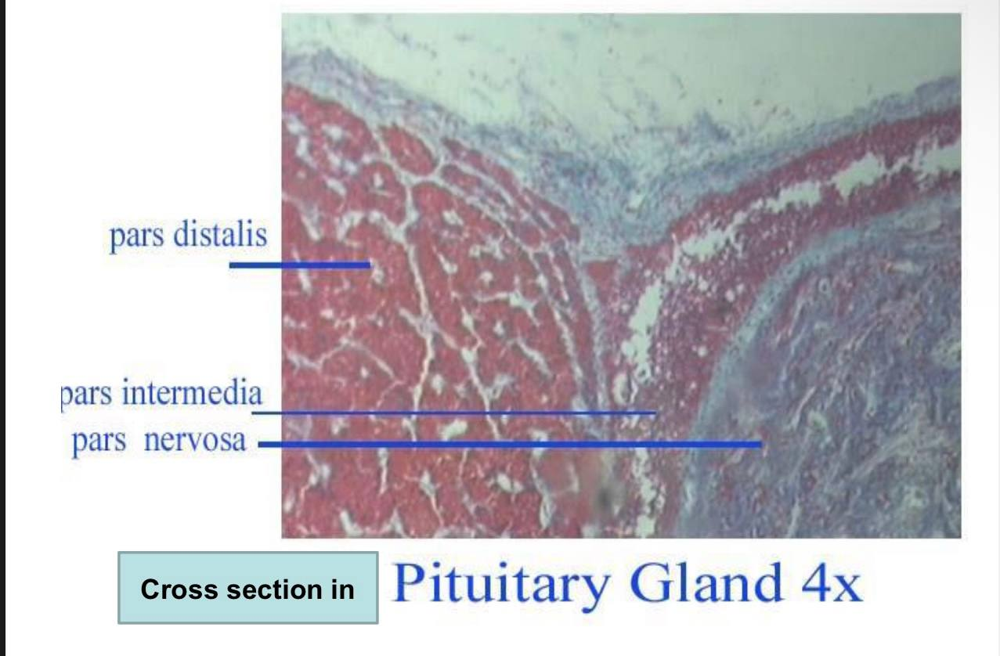 pars distalis
pars intermedia
pars nervosa
Cross section in Pituitary Gland 4x